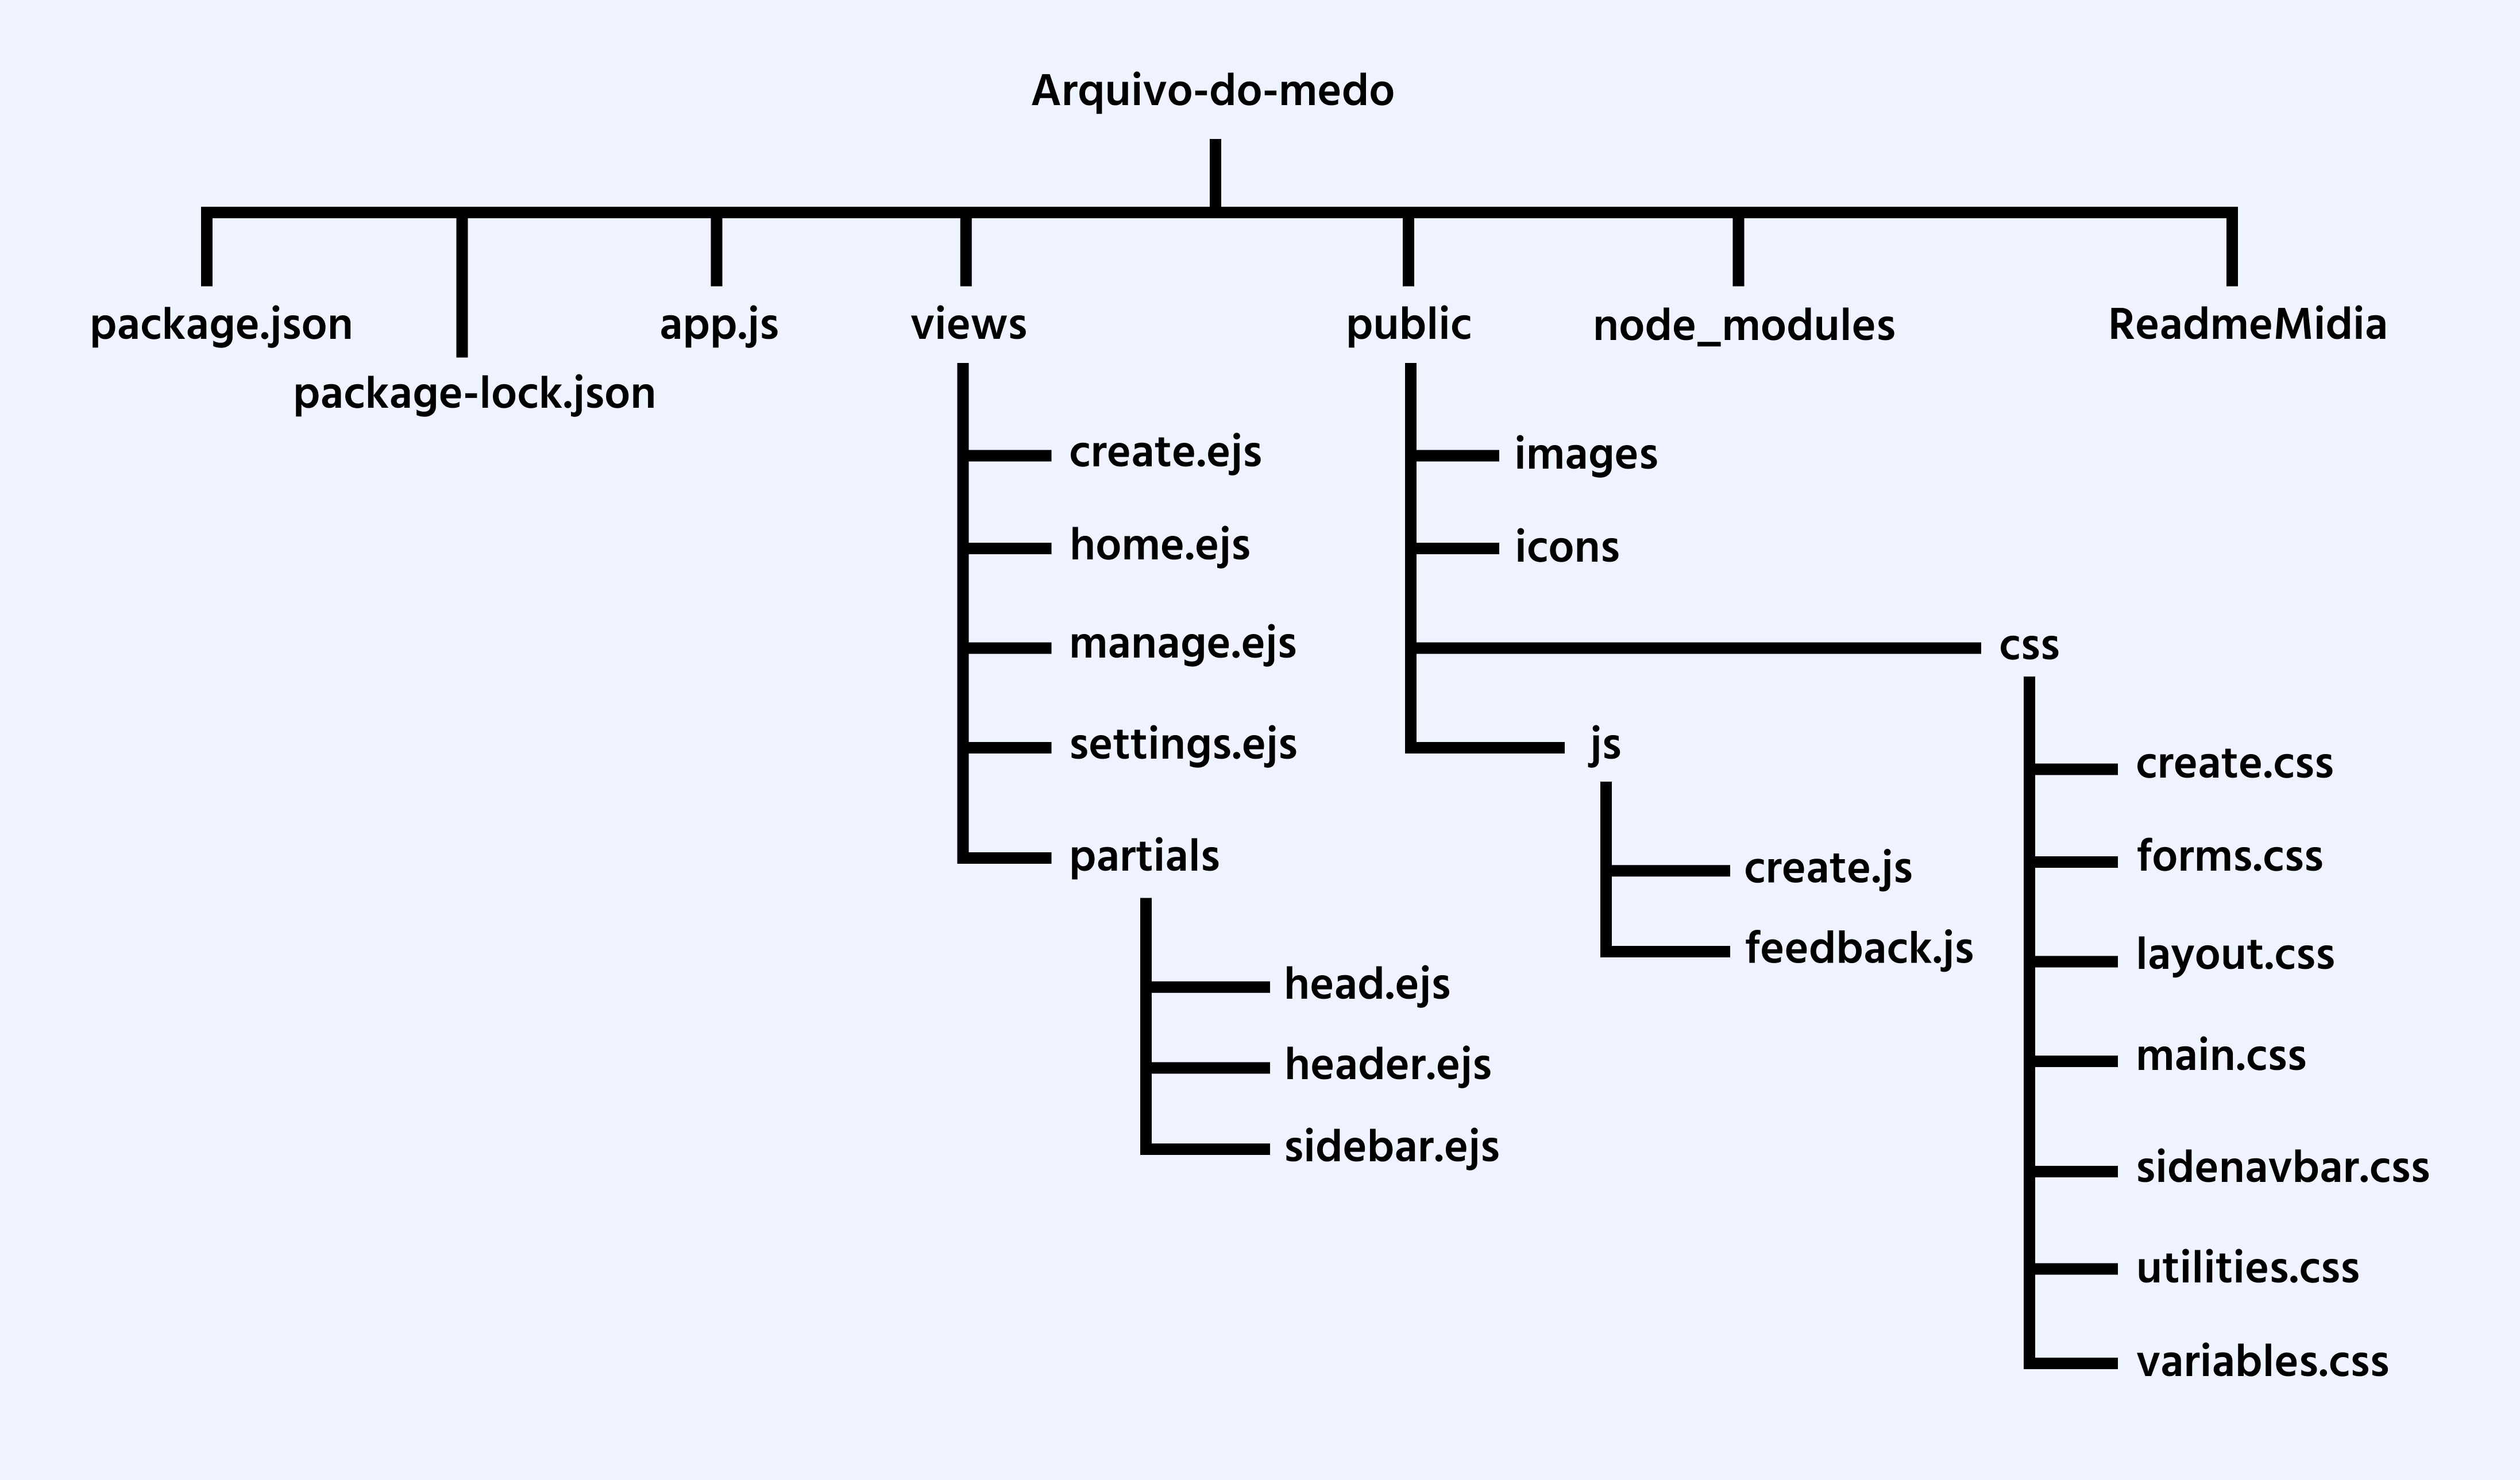 Arquivo-do-medo
package.json
package-lock.json
app.js
views
create.ejs
home.ejs
manage.ejs
settings.ejs
partials
head.ejs
header.ejs
sidebar.ejs
public
images
icons
css
create.css
forms.css
layout.css
main.css
sidenavbar.css
utilities.css
variables.css
js
create.js
feedback.js
node_modules
ReadmeMidia